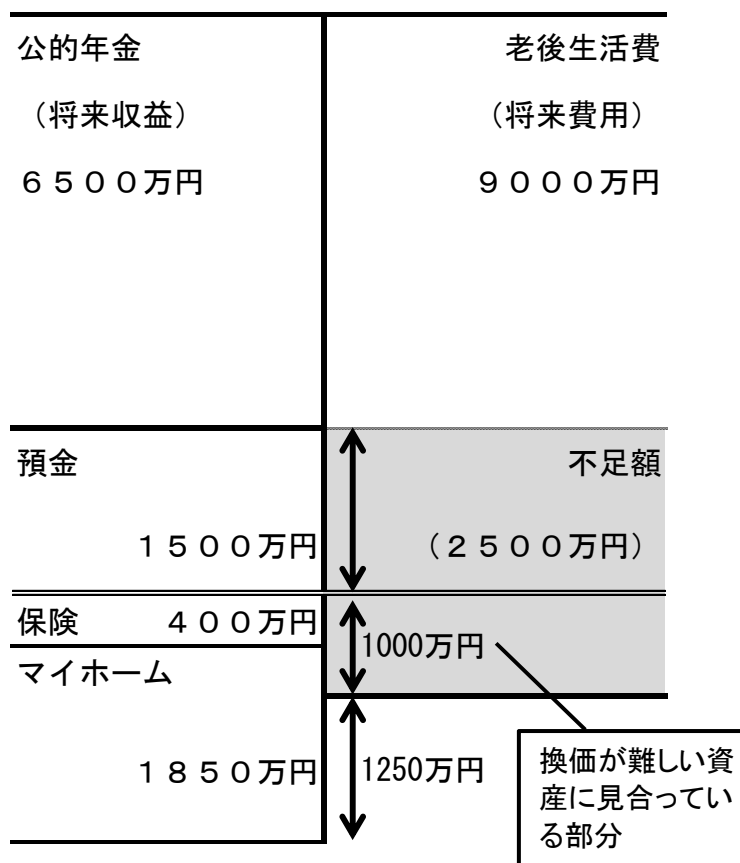 公的年金
（将来収益）
６５００万円
老後生活費
（将来費用）
９０００万円
預金
１５００万円
不足額
（２５００万円）
保険　４００万円
1000万円
マイホーム
１８５０万円
1250万円
換価が難しい資
産に見合ってい
る部分